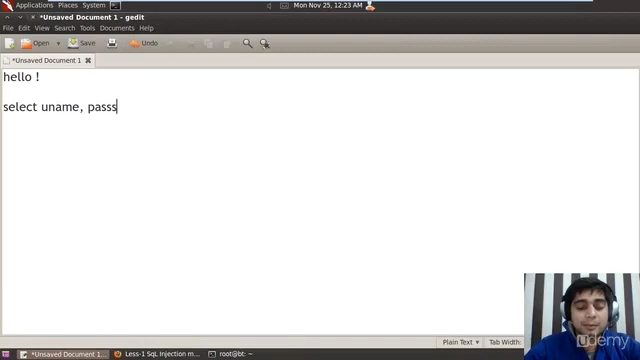 Applications Places System Mon Nov 25, 12:23 AM
*Unsaved Document 1 - gedit
File Edit View Search Tools Documents Help
Open Save Undo
*Unsaved Document 1
hello !
select uname, passs
Plain Text Tab Width:
udemy
*Unsaved Document 1... Less-1 SqL Injection m... root@bt: ~